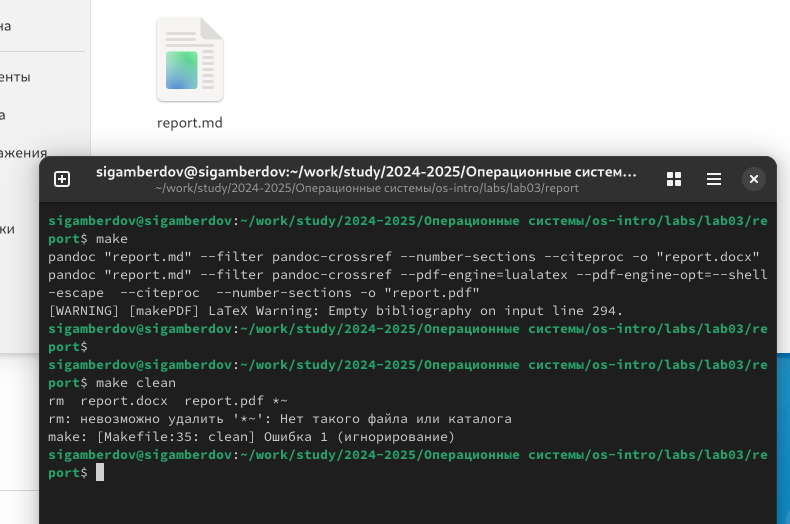 на
енты
а
ажения
ки
report.md
sigamberdov@sigamberdov:~/work/study/2024-2025/Операционные систем…
~/work/study/2024-2025/Операционные системы/os-intro/labs/lab03/report
sigamberdov@sigamberdov:~/work/study/2024-2025/Операционные системы/os-intro/labs/lab03/re
port$ make
pandoc "report.md" --filter pandoc-crossref --number-sections --citeproc -o "report.docx"
pandoc "report.md" --filter pandoc-crossref --pdf-engine=lualatex --pdf-engine-opt=--shell
-escape  --citeproc  --number-sections -o "report.pdf"
[WARNING] [makePDF] LaTeX Warning: Empty bibliography on input line 294.
sigamberdov@sigamberdov:~/work/study/2024-2025/Операционные системы/os-intro/labs/lab03/re
port$
sigamberdov@sigamberdov:~/work/study/2024-2025/Операционные системы/os-intro/labs/lab03/re
port$ make clean
rm  report.docx  report.pdf *~
rm: невозможно удалить '*~': Нет такого файла или каталога
make: [Makefile:35: clean] Ошибка 1 (игнорирование)
sigamberdov@sigamberdov:~/work/study/2024-2025/Операционные системы/os-intro/labs/lab03/re
port$